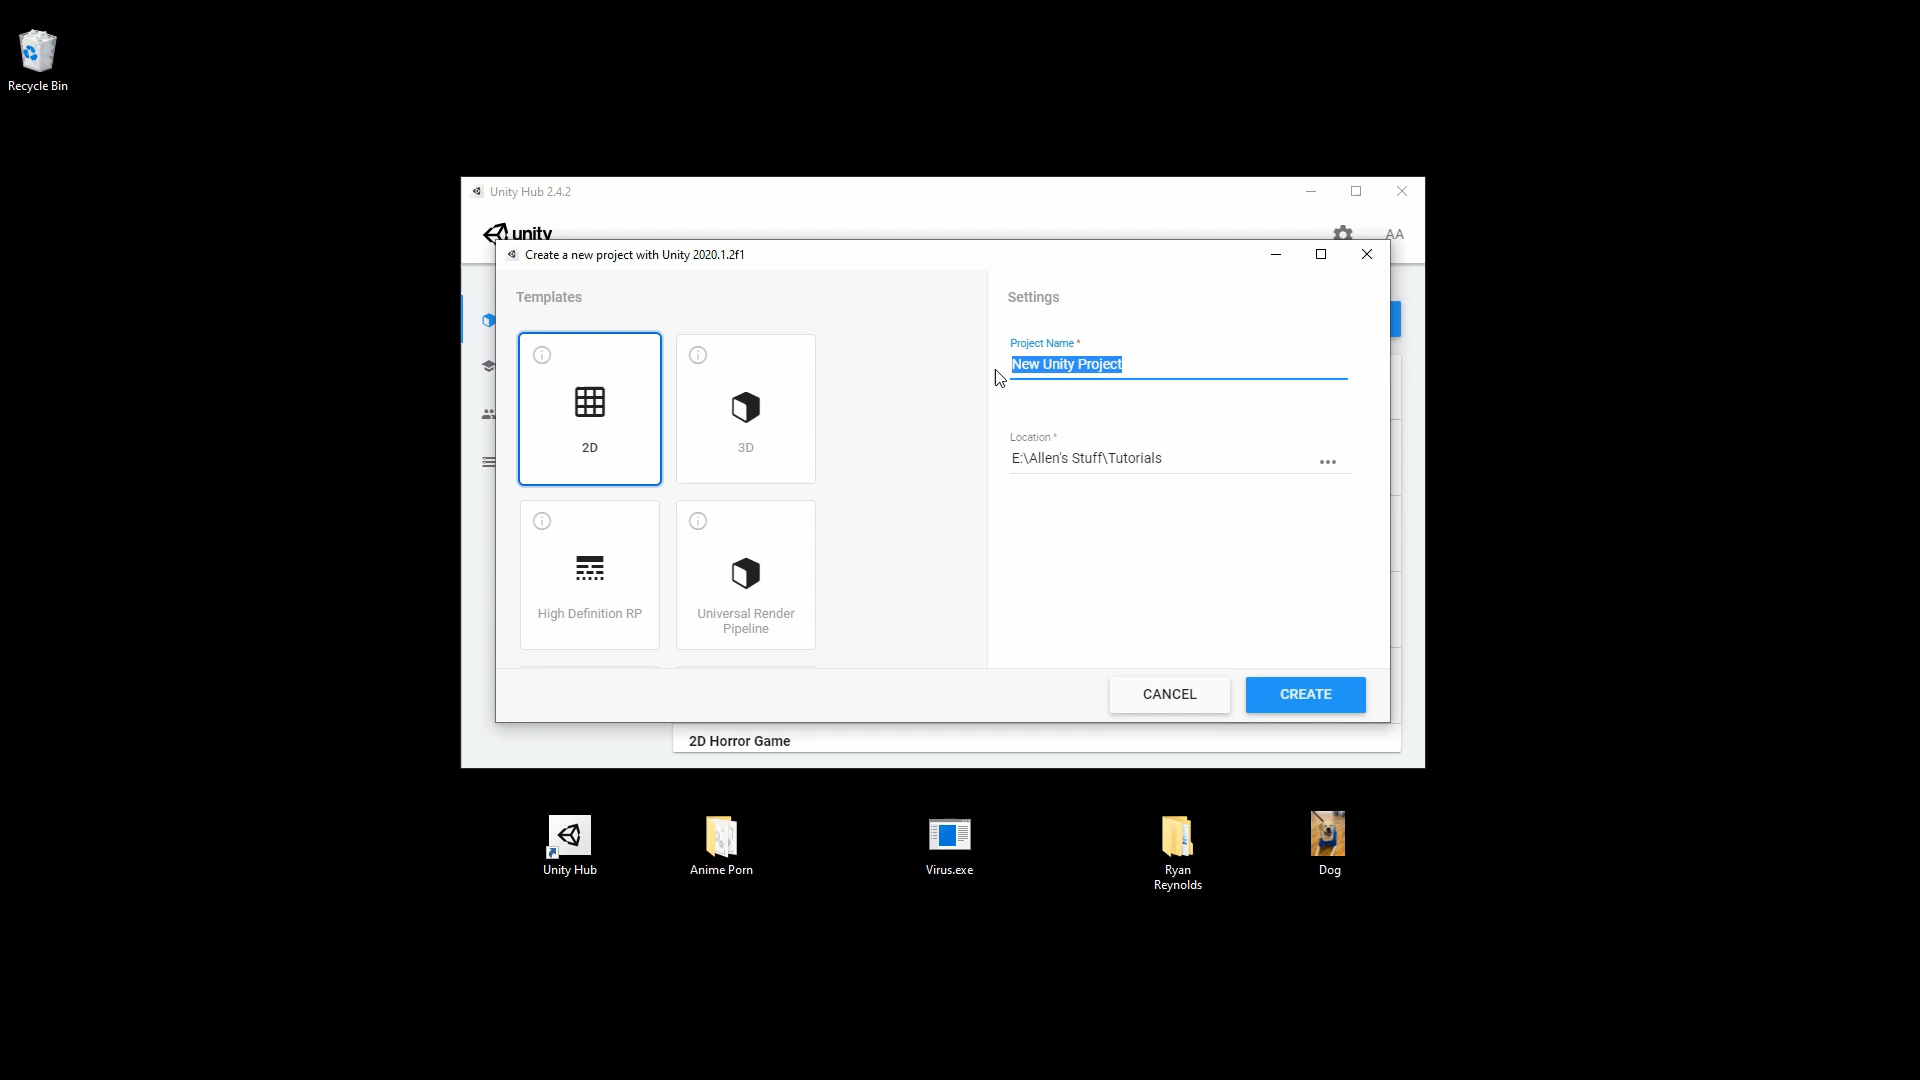 Recycle Bin
Unity Hub 2.4.2
unity
AA
Create a new project with Unity 2020.1.2f1
Templates
2D
3D
High Definition RP
Universal Render
Pipeline
Settings
Project Name *
New Unity Project
Location *
E:\Allen's Stuff\Tutorials
CANCEL
CREATE
2D Horror Game
Unity Hub
Anime Porn
Virus.exe
Ryan
Reynolds
Dog